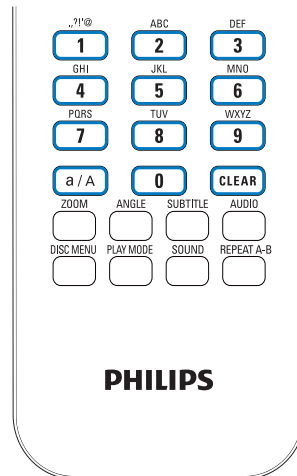 .,?!'@ ABC DEF
1 2 3
GHI JKL MNO
4 5 6
PQRS TUV WXYZ
7 8 9
a / A 0 CLEAR
ZOOM ANGLE SUBTITLE AUDIO
DISC MENU PLAY MODE SOUND REPEAT A-B
PHILIPS